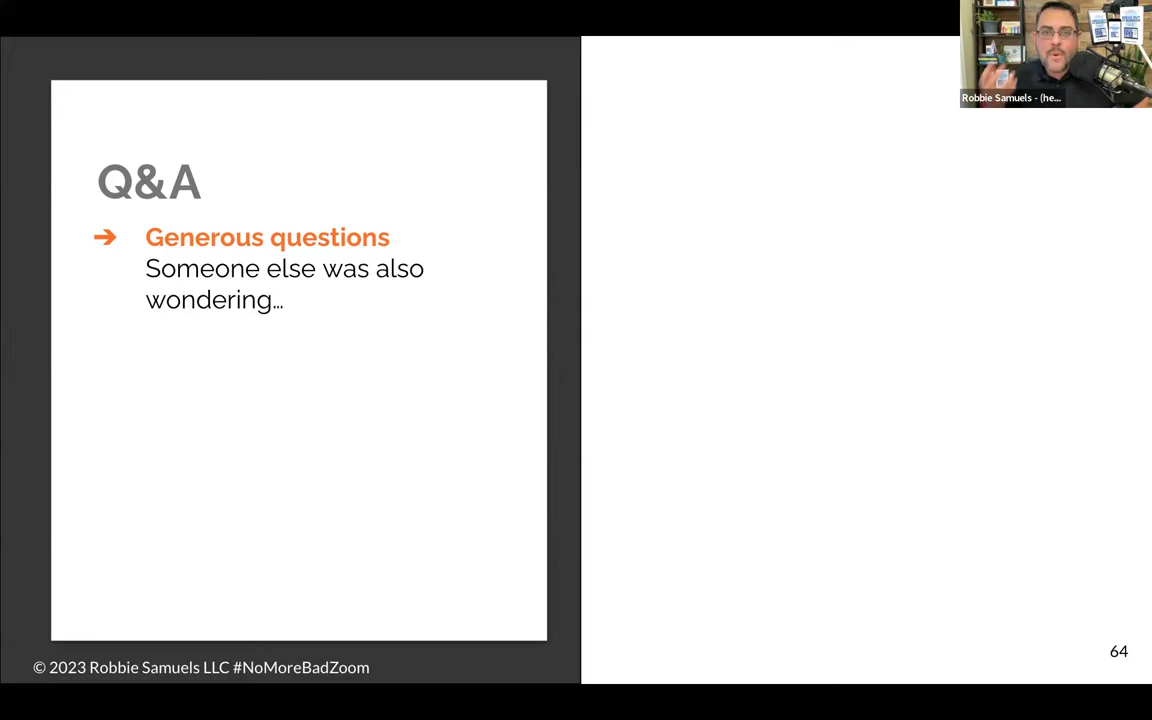 Robbie Samuels - (he...
Q&A
➔ Generous questions
Someone else was also
wondering…
© 2023 Robbie Samuels LLC #NoMoreBadZoom
64